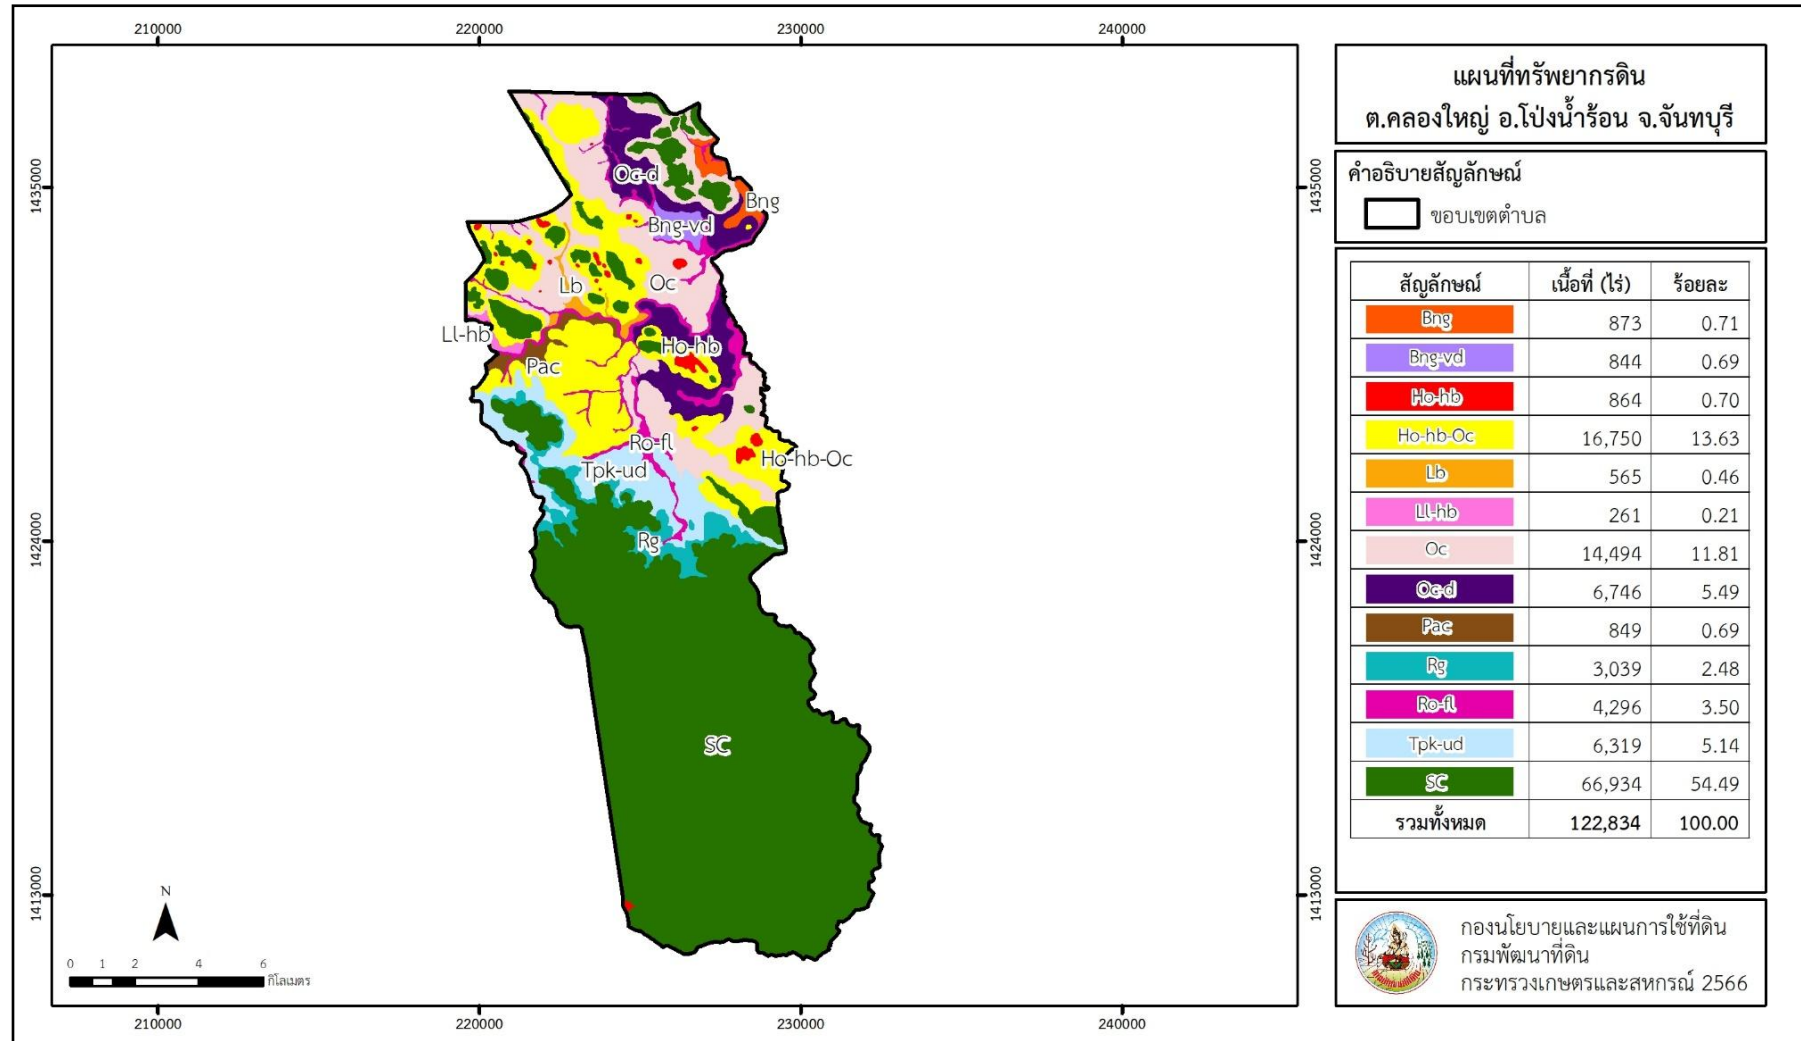 210000
220000
230000
240000
1435000
1424000
1413000
1435000
1424000
1413000
Oc-d
Bng
Bng-vd
Lb
Oc
Ll-hb
Ho-hb
Pac
Ro-fl
Ho-hb-Oc
Tpk-ud
Rg
SC
N
0 1 2 4 6
กิโลเมตร
210000
220000
230000
240000
แผนที่ทรัพยากรดิน
ต.คลองใหญ่ อ.โป่งน้ำร้อน จ.จันทบุรี
คำอธิบายสัญลักษณ์
ขอบเขตตำบล
สัญลักษณ์ เนื้อที่ (ไร่) ร้อยละ
Bng 873 0.71
Bng-vd 844 0.69
Ho-hb 864 0.70
Ho-hb-Oc 16,750 13.63
Lb 565 0.46
Ll-hb 261 0.21
Oc 14,494 11.81
Oc-d 6,746 5.49
Pac 849 0.69
Rg 3,039 2.48
Ro-fl 4,296 3.50
Tpk-ud 6,319 5.14
SC 66,934 54.49
รวมทั้งหมด 122,834 100.00
กองนโยบายและแผนการใช้ที่ดิน
กรมพัฒนาที่ดิน
กระทรวงเกษตรและสหกรณ์ 2566